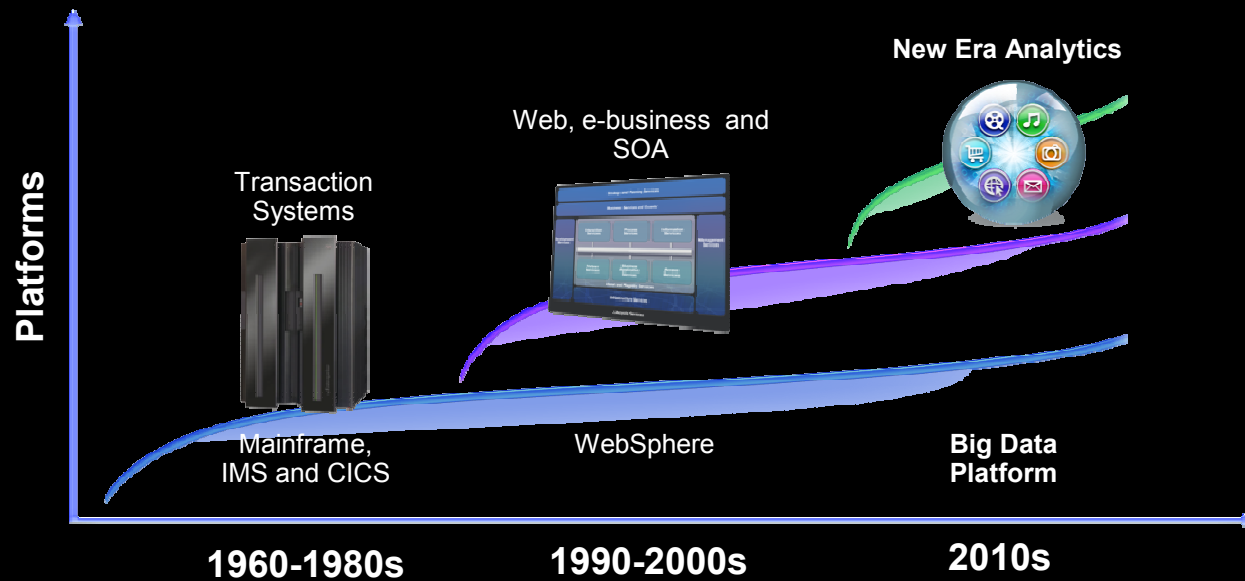 New Era Analytics
Web, e-business and
SOA
Transaction
Systems
Platforms
Mainframe,
IMS and CICS
WebSphere
Big Data
Platform
1960-1980s
1990-2000s
2010s